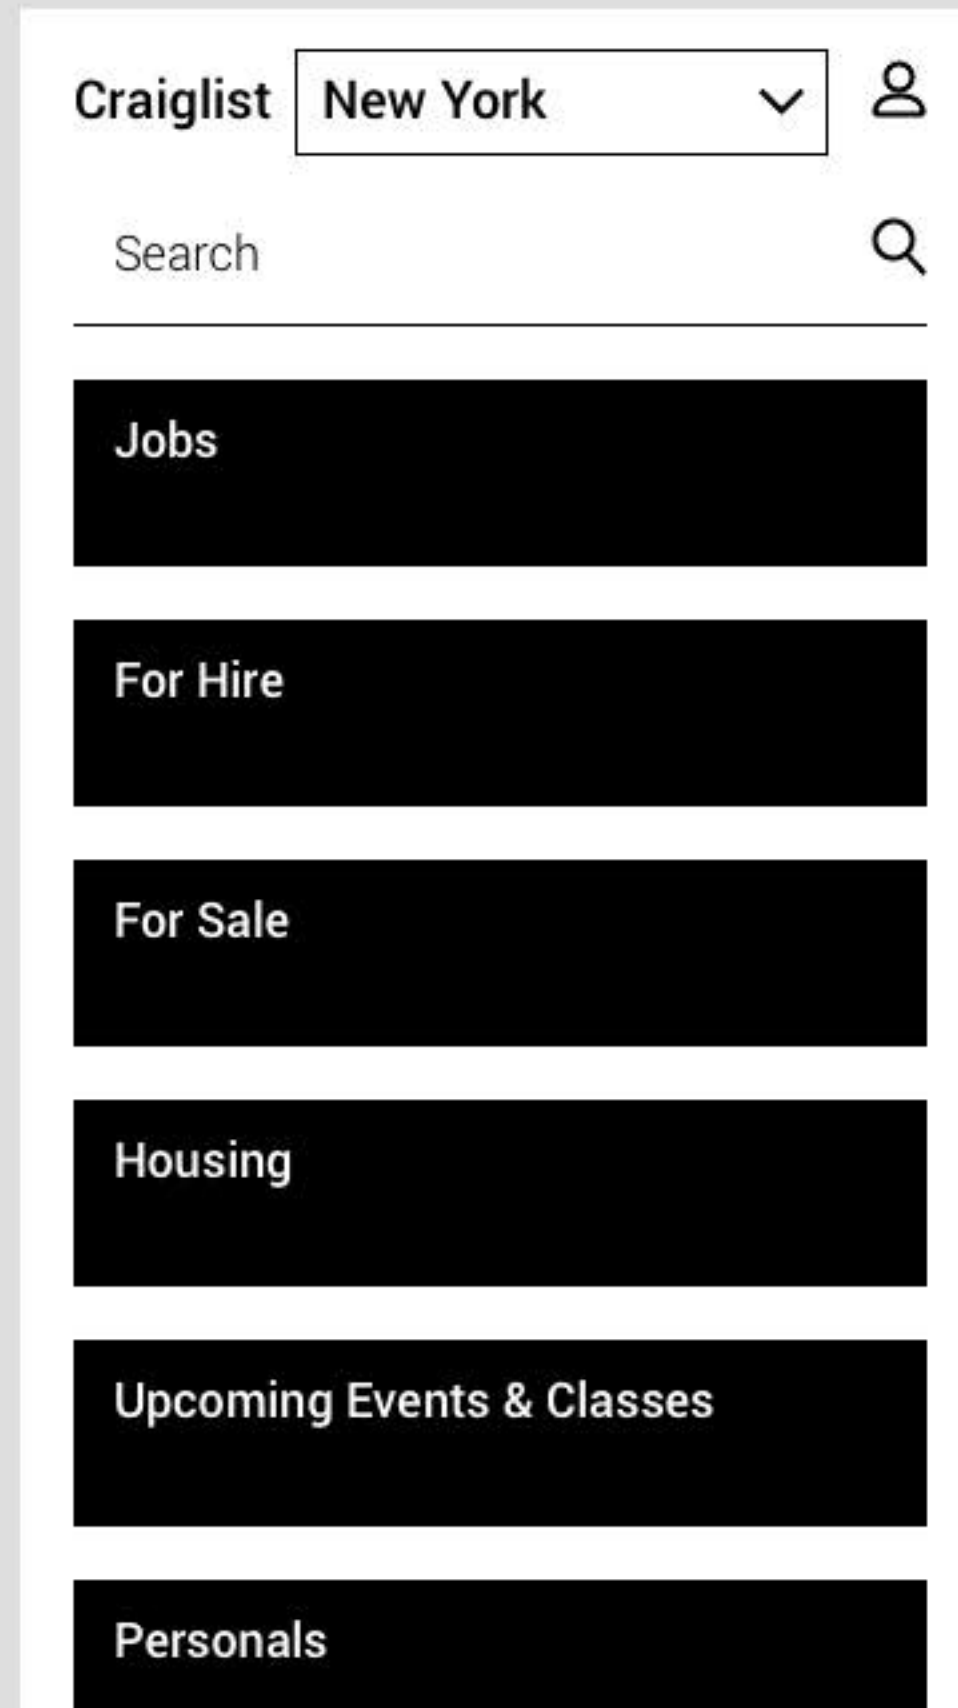 Craiglist New York
Search
Jobs
For Hire
For Sale
Housing
Upcoming Events & Classes
Personals